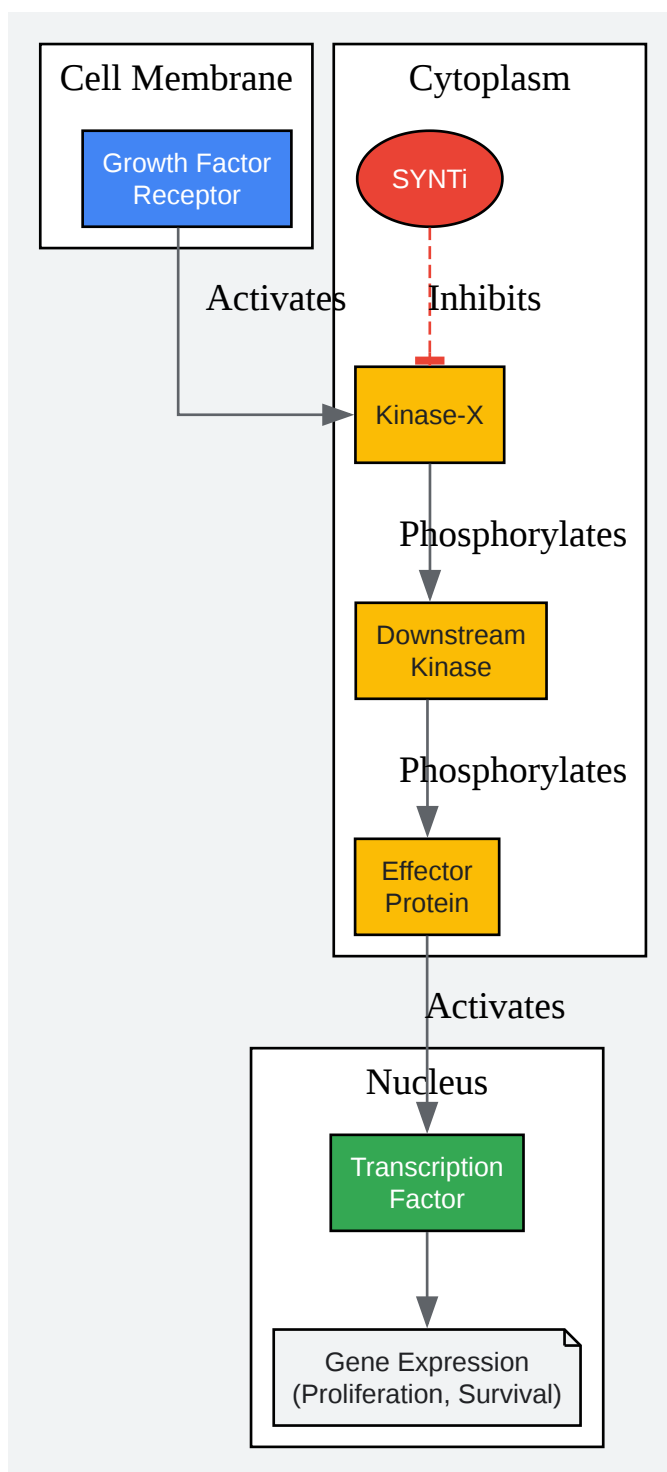 Cell Membrane
Growth Factor
Receptor
Cytoplasm
SYNTi
Activates
Inhibits
Kinase-X
Phosphorylates
Downstream
Kinase
Phosphorylates
Effector
Protein
Activates
Nucleus
Transcription
Factor
Gene Expression
(Proliferation, Survival)